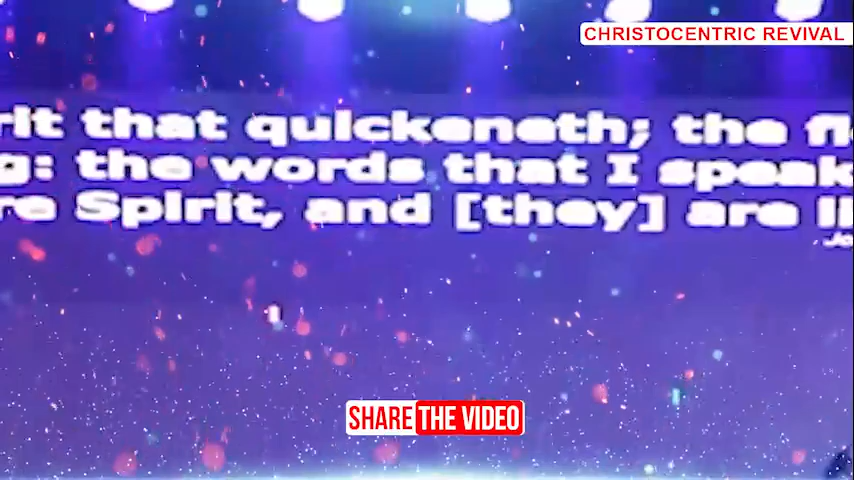 CHRISTOCENTRIC REVIVAL
that quickeneth; the
the words that I speak
Spirit, and [they] are
SHARE THE VIDEO